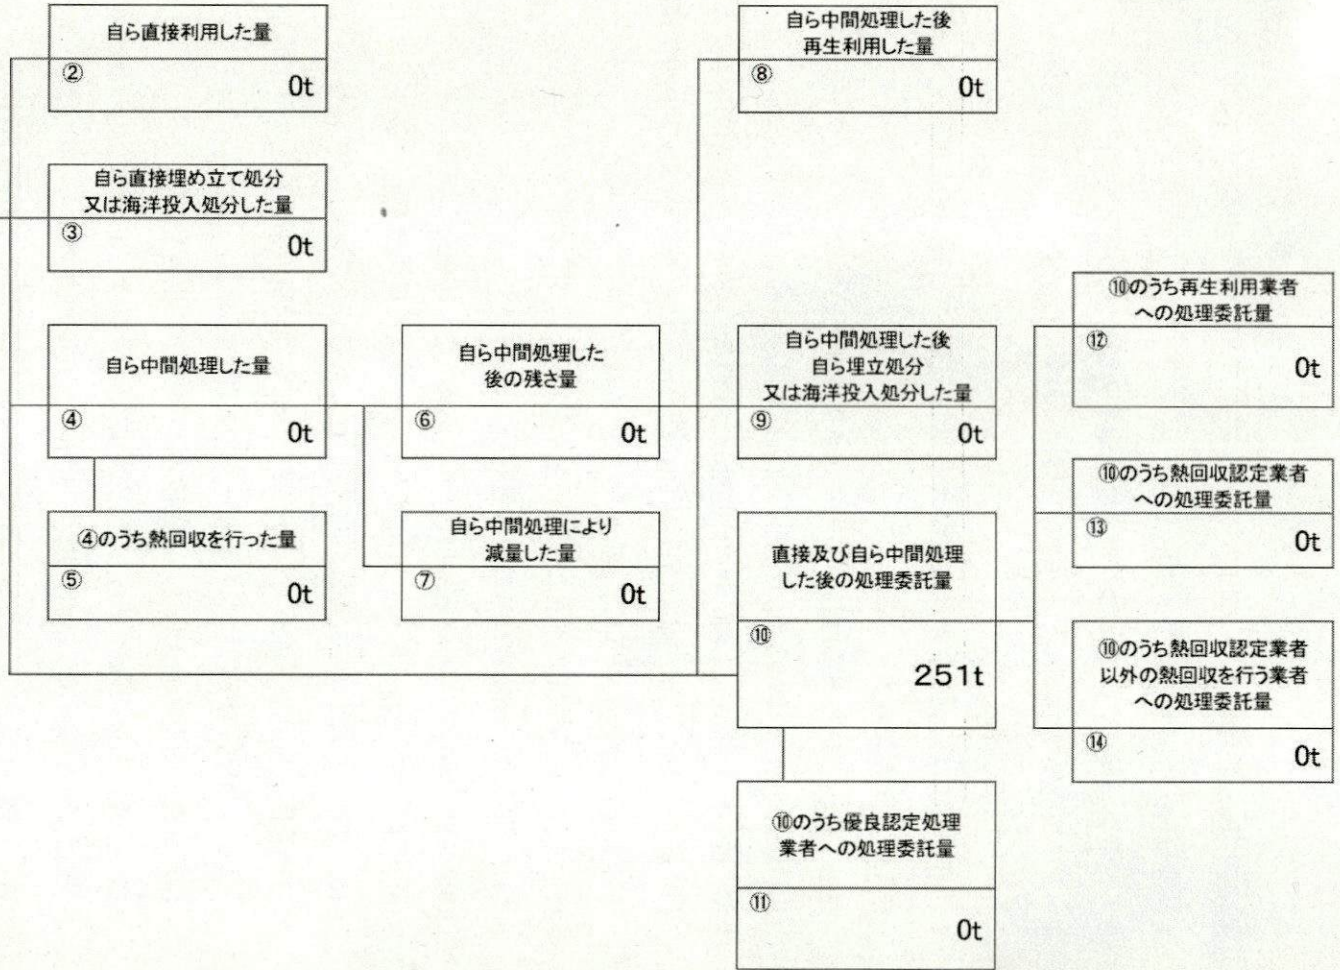 自ら直接利用した量
②
0t
自ら中間処理した後
再生利用した量
⑧
0t
自ら直接埋め立て処分
又は海洋投入処分した量
③
0t
⑩のうち再生利用業者
への処理委託量
⑫
0t
自ら中間処理した量
④
0t
自ら中間処理した
後の残さ量
⑥
0t
自ら中間処理した後
自ら埋立処分
又は海洋投入処分した量
⑨
0t
⑩のうち熱回収認定業者
への処理委託量
⑬
0t
④のうち熱回収を行った量
⑤
0t
自ら中間処理により
減量した量
⑦
0t
直接及び自ら中間処理
した後の処理委託量
⑩
251t
⑩のうち熱回収認定業者
以外の熱回収を行う業者
への処理委託量
⑭
0t
⑩のうち優良認定処理
業者への処理委託量
⑪
0t